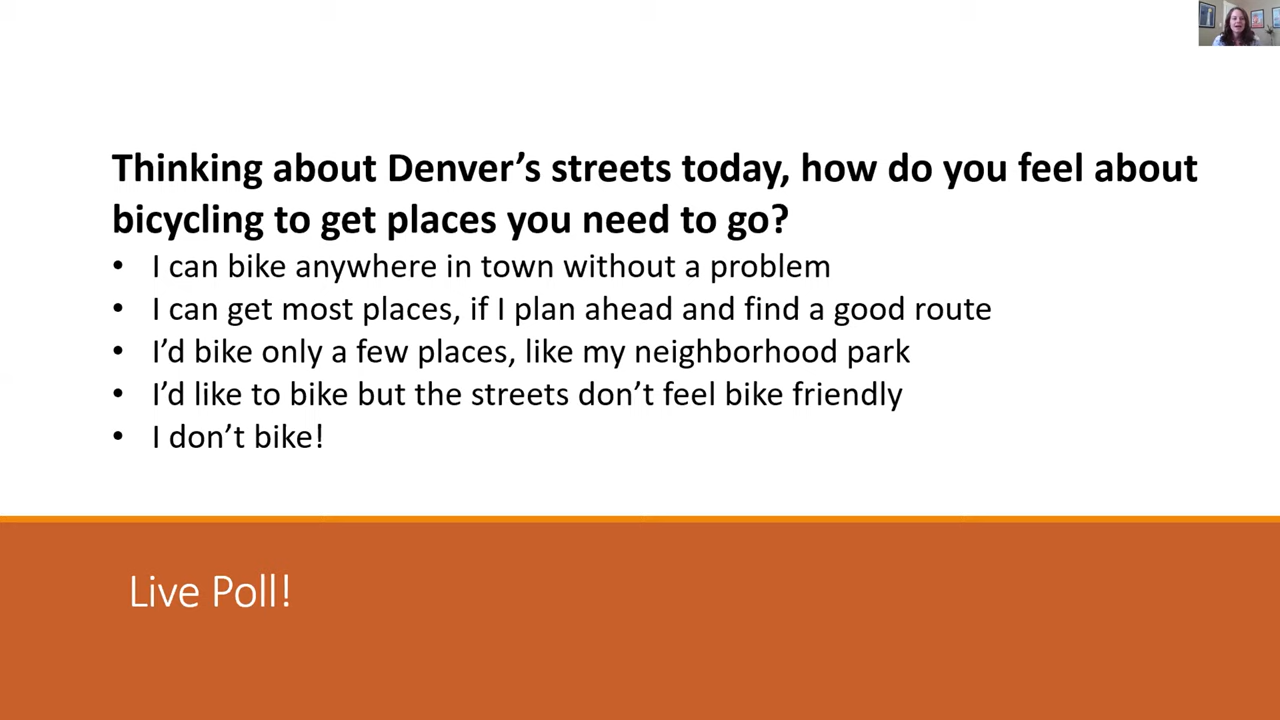 Thinking about Denver’s streets today, how do you feel about
bicycling to get places you need to go?
• I can bike anywhere in town without a problem
• I can get most places, if I plan ahead and find a good route
• I’d bike only a few places, like my neighborhood park
• I’d like to bike but the streets don’t feel bike friendly
• I don’t bike!
Live Poll!